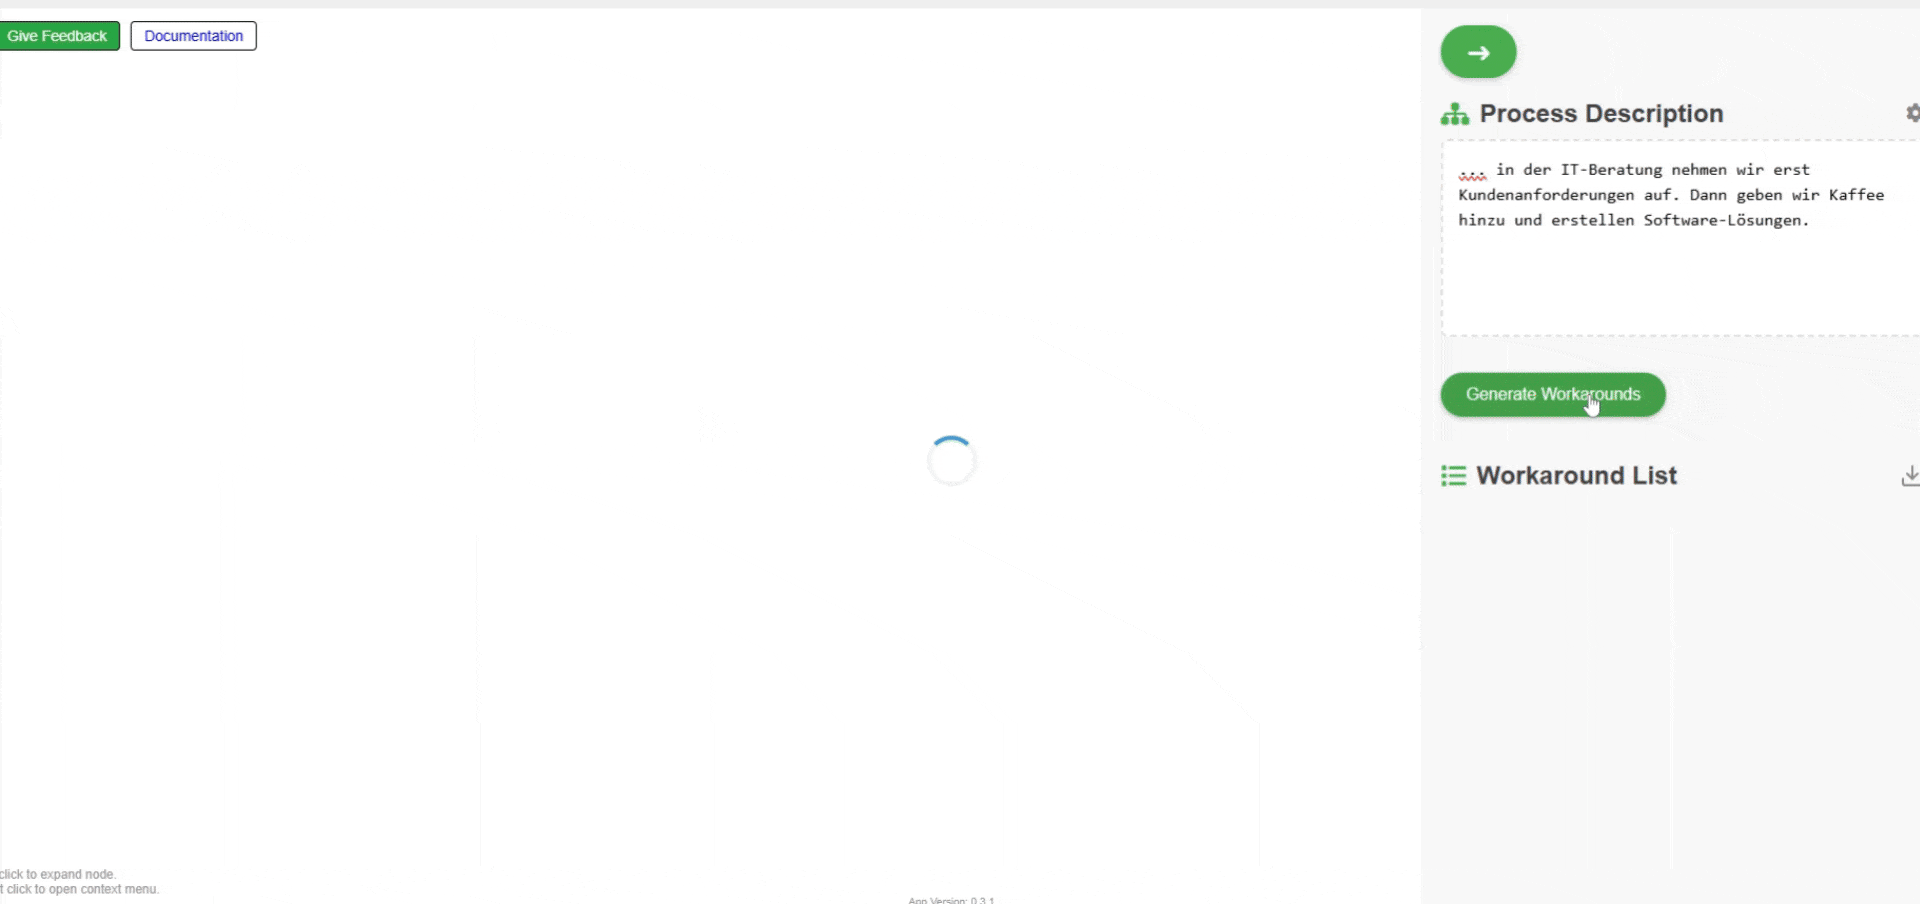 Give Feedback
Documentation
Process Description
... in der IT-Beratung nehmen wir erst
Kundenanforderungen auf. Dann geben wir Kaffee
hinzu und erstellen Software-Lösungen.
Generate Workarounds
Workaround List
click to expand node.
t click to open context menu.
App Version: 0.3.1